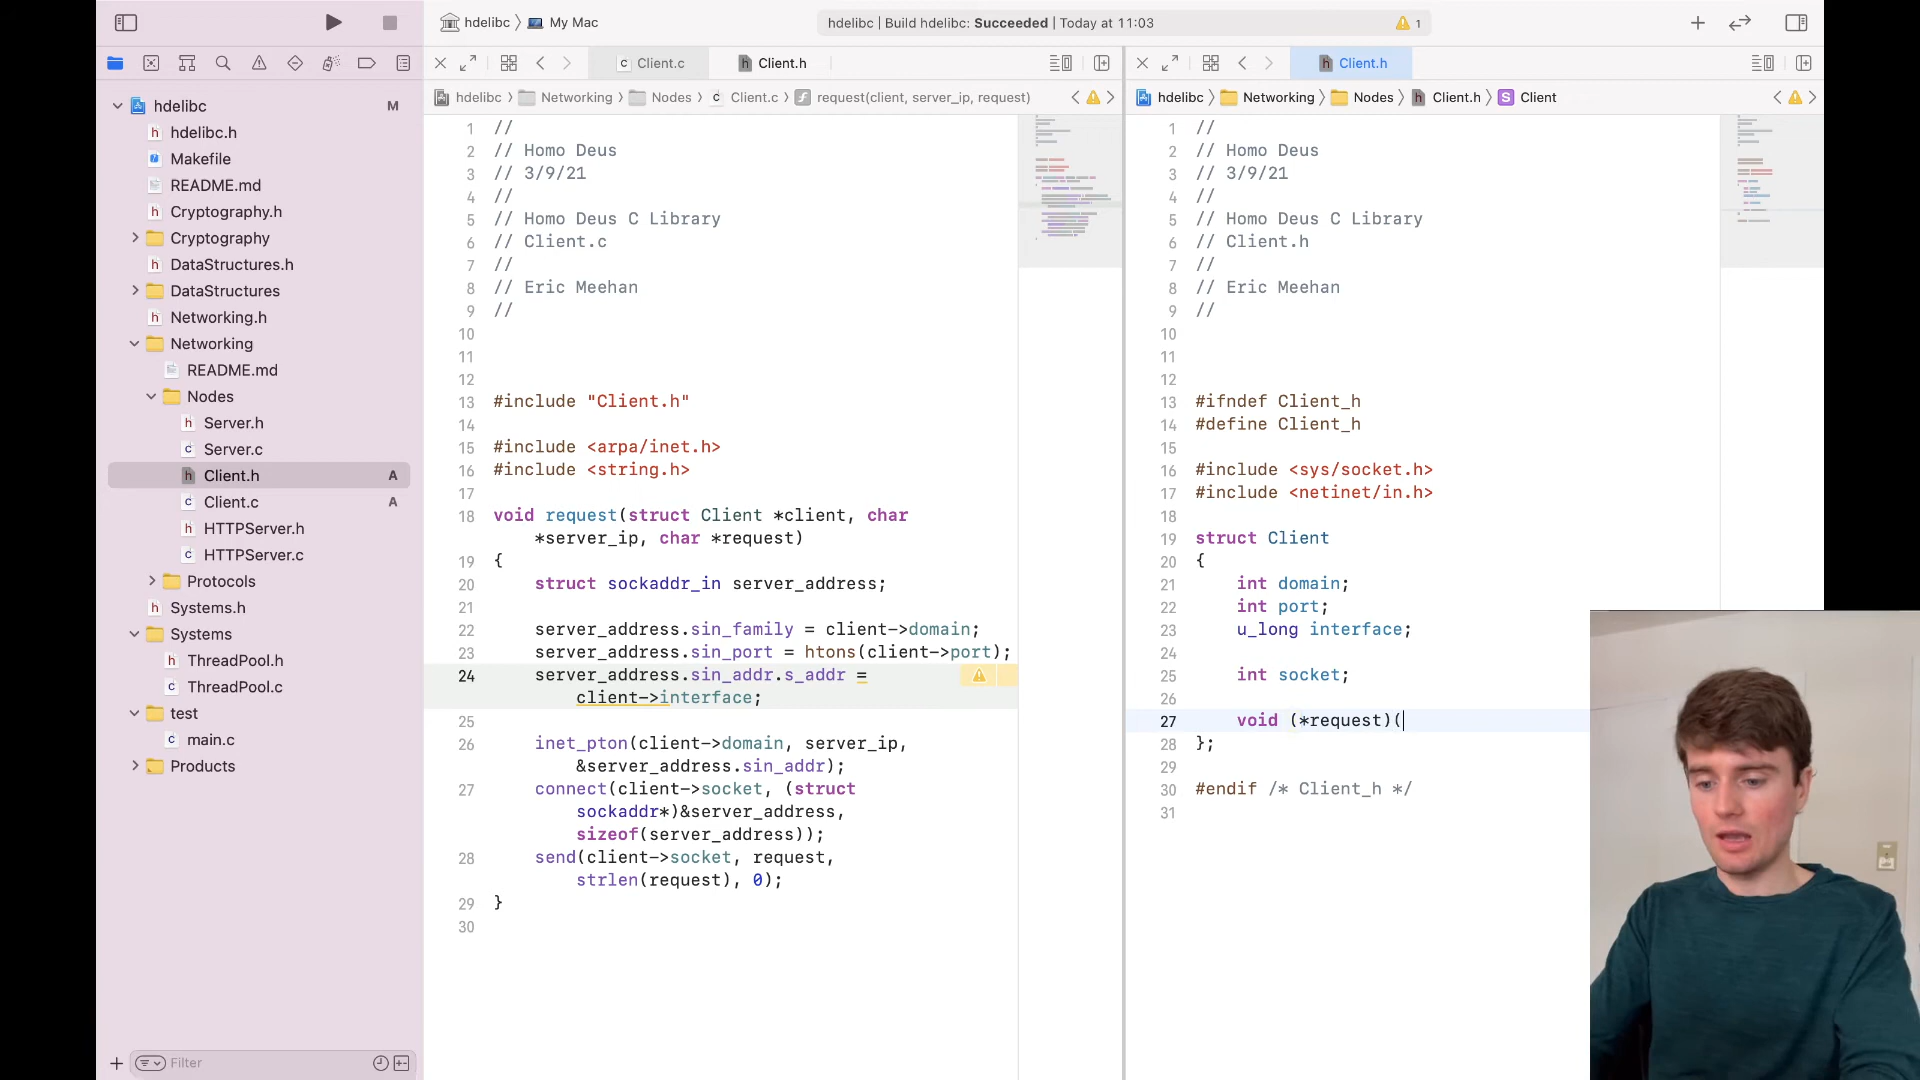 hdelibc
My Mac
hdelibc | Build hdelibc: Succeeded | Today at 11:03
1
Client.c
Client.h
Client.h
hdelibc
Networking
Nodes
Client.c
request(client, server_ip, request)
hdelibc
Networking
Nodes
Client.h
S
Client
hdelibc
M
hdelibc.h
Makefile
README.md
Cryptography.h
Cryptography
DataStructures.h
DataStructures
Networking.h
Networking
README.md
Nodes
Server.h
Server.c
Client.h
A
Client.c
A
HTTPServer.h
HTTPServer.c
Protocols
Systems.h
Systems
ThreadPool.h
ThreadPool.c
test
main.c
Products
Filter
1 //
2 // Homo Deus
3 // 3/9/21
4 //
5 // Homo Deus C Library
6 // Client.c
7 //
8 // Eric Meehan
9 //
10
11
12
13 #include "Client.h"
14
15 #include <arpa/inet.h>
16 #include <string.h>
17
18 void request(struct Client *client, char
*server_ip, char *request)
19 {
20 struct sockaddr_in server_address;
21
22 server_address.sin_family = client->domain;
23 server_address.sin_port = htons(client->port);
24 server_address.sin_addr.s_addr =
client->interface;
25
26 inet_pton(client->domain, server_ip,
&server_address.sin_addr);
27 connect(client->socket, (struct
sockaddr*)&server_address,
sizeof(server_address));
28 send(client->socket, request,
strlen(request), 0);
29 }
30
1 //
2 // Homo Deus
3 // 3/9/21
4 //
5 // Homo Deus C Library
6 // Client.h
7 //
8 // Eric Meehan
9 //
10
11
12
13 #ifndef Client_h
14 #define Client_h
15
16 #include <sys/socket.h>
17 #include <netinet/in.h>
18
19 struct Client
20 {
21 int domain;
22 int port;
23 u_long interface;
24
25 int socket;
26
27 void (*request)(
28 };
29
30 #endif /* Client_h */
31